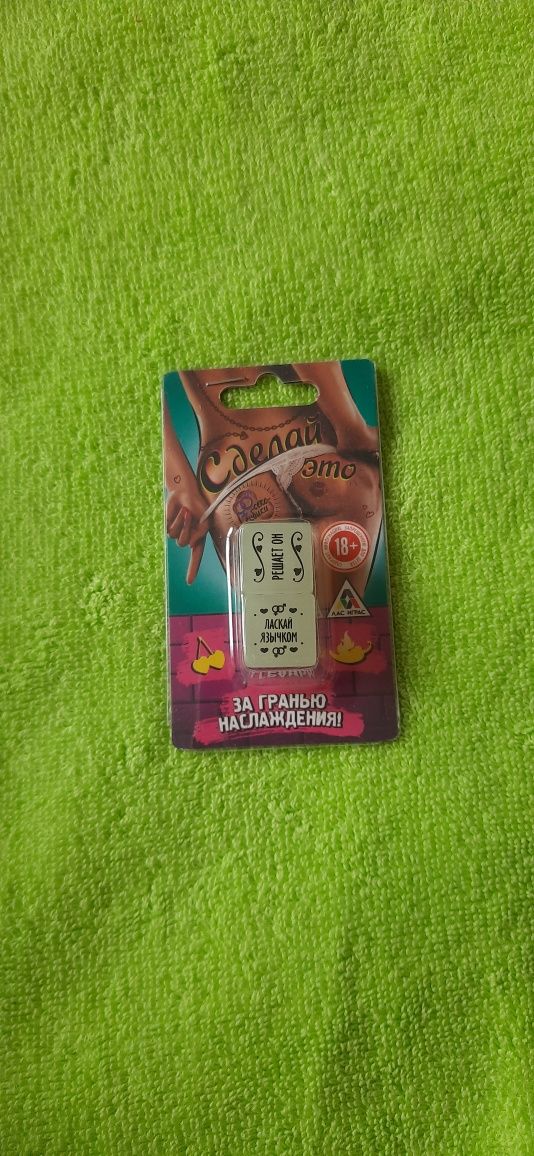 Сделай
это
РЕШАЕТ ОН
18+
ЛАСКАЙ
ЯЗЫЧКОМ
ЛАС ИГРАС
ЗА ГРАНЬЮ
НАСЛАЖДЕНИЯ!